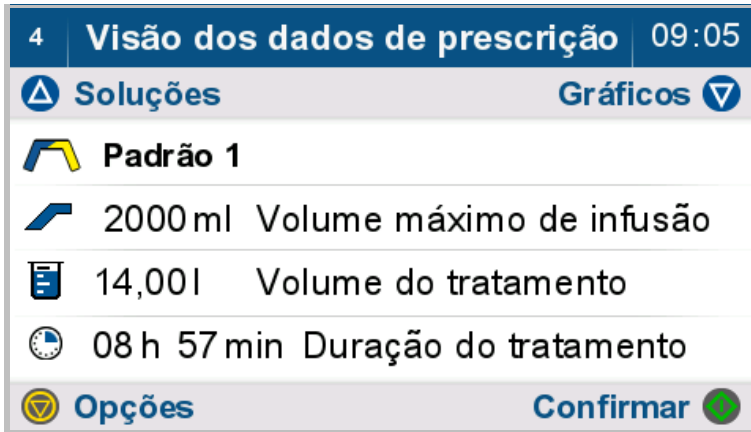 4 Visão dos dados de prescrição 09:05
Soluções Gráficos
Padrão 1
2000 ml Volume máximo de infusão
14,00 l Volume do tratamento
08 h 57 min Duração do tratamento
Opções Confirmar